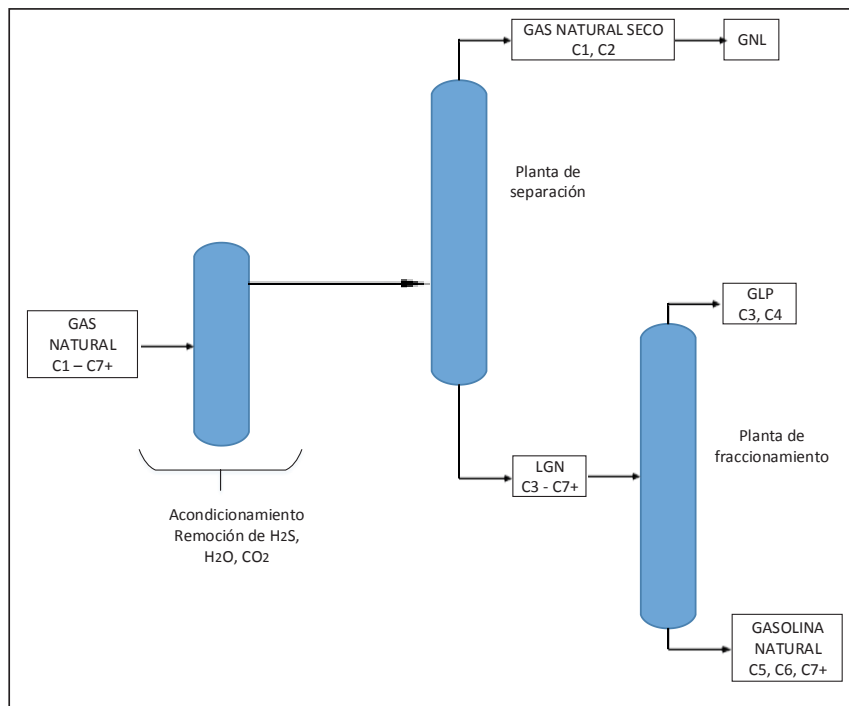 GAS NATURAL SECO
C1, C2
GNL
Planta de
separación
GAS
NATURAL
C1 – C7+
GLP
C3, C4
Planta de
fraccionamiento
LGN
C3 - C7+
Acondicionamiento
Remoción de H2S,
H2O, CO2
GASOLINA
NATURAL
C5, C6, C7+